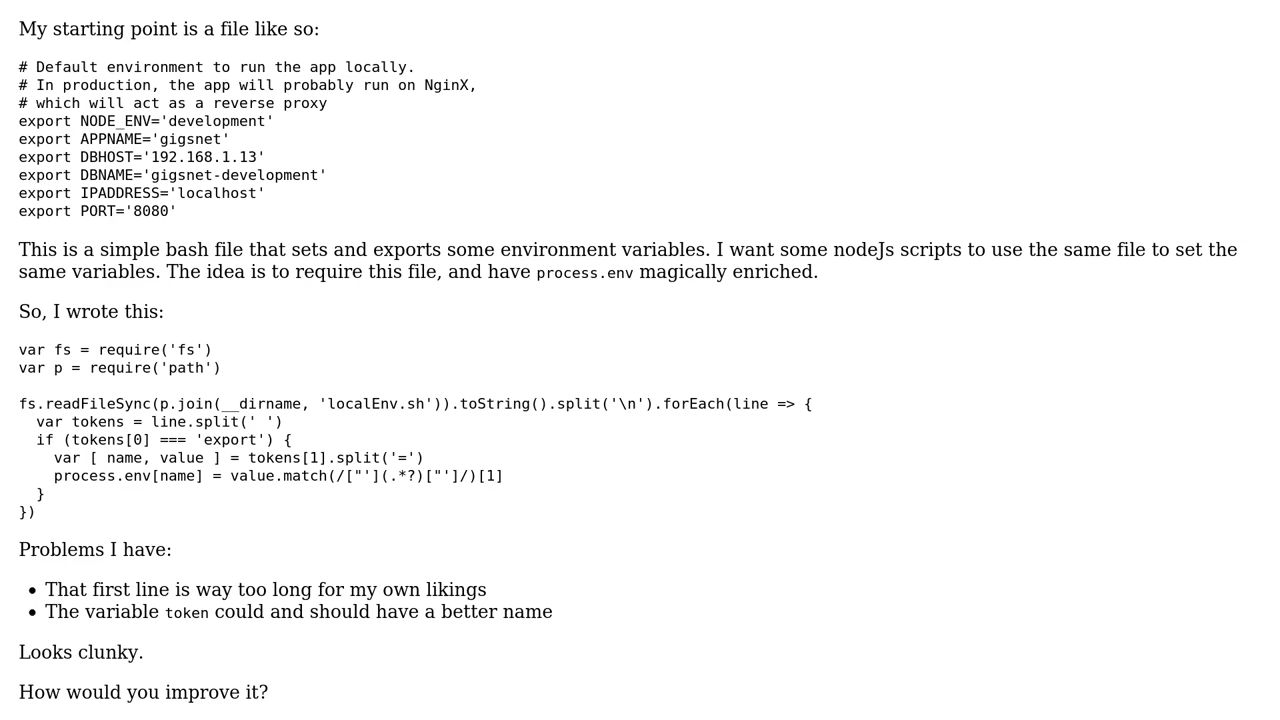 My starting point is a file like so:
# Default environment to run the app locally.
# In production, the app will probably run on NginX,
# which will act as a reverse proxy
export NODE_ENV='development'
export APPNAME='gigsnet'
export DBHOST='192.168.1.13'
export DBNAME='gigsnet-development'
export IPADDRESS='localhost'
export PORT='8080'
This is a simple bash file that sets and exports some environment variables. I want some nodeJs scripts to use the same file to set the
same variables. The idea is to require this file, and have process.env magically enriched.
So, I wrote this:
var fs = require('fs')
var p = require('path')
fs.readFileSync(p.join(__dirname, 'localEnv.sh')).toString().split('\n').forEach(line => {
  var tokens = line.split(' ')
  if (tokens[0] === 'export') {
    var [ name, value ] = tokens[1].split('=')
    process.env[name] = value.match(/["'](.*?)["']/)[1]
  }
})
Problems I have:
• That first line is way too long for my own likings
• The variable token could and should have a better name
Looks clunky.
How would you improve it?